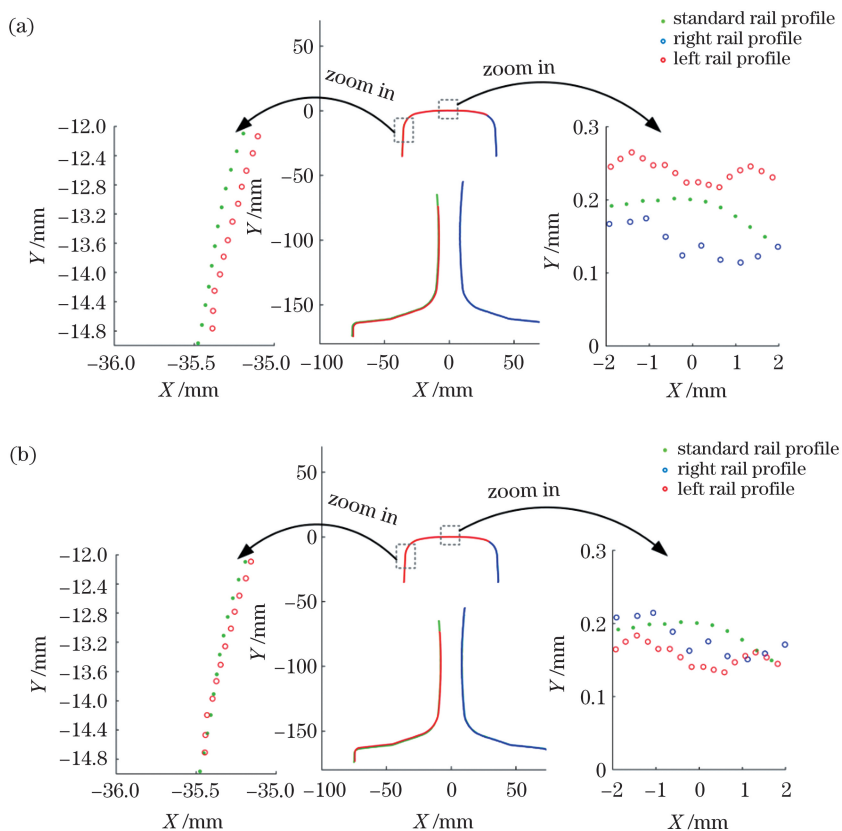 (a)
standard rail profile
right rail profile
left rail profile
zoom in
zoom in
−12.0
−12.4
−12.8
−13.2
−13.6
−14.0
−14.4
−14.8
Y /mm
−36.0
−35.5
−35.0
X /mm
50
0
−50
−100
−150
Y /mm
−100
−50
0
50
X /mm
0.3
0.2
0.1
0
Y /mm
−2
−1
0
1
2
X /mm
(b)
standard rail profile
right rail profile
left rail profile
zoom in
zoom in
−12.0
−12.4
−12.8
−13.2
−13.6
−14.0
−14.4
−14.8
Y /mm
−36.0
−35.5
−35.0
X /mm
50
0
−50
−100
−150
Y /mm
−100
−50
0
50
X /mm
0.3
0.2
0.1
0
Y /mm
−2
−1
0
1
2
X /mm